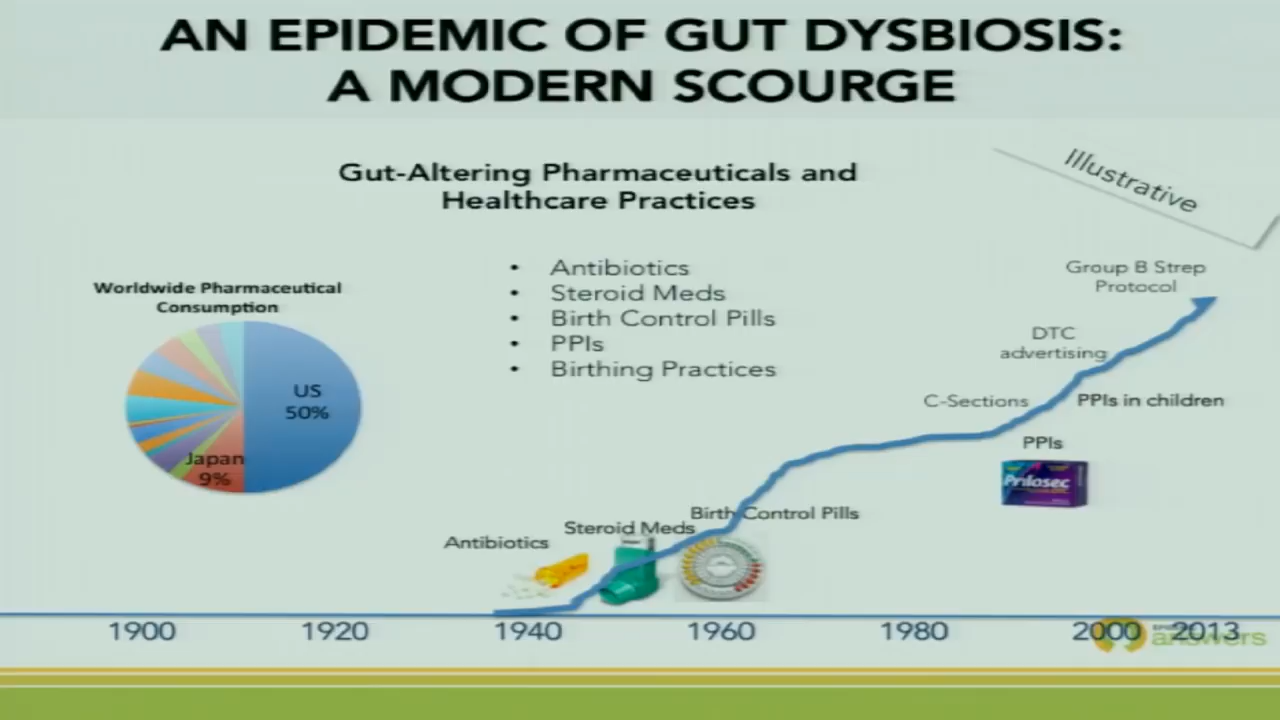 AN EPIDEMIC OF GUT DYSBIOSIS:
A MODERN SCOURGE
Gut-Altering Pharmaceuticals and
Healthcare Practices
Illustrative
• Antibiotics
• Steroid Meds
• Birth Control Pills
• PPIs
• Birthing Practices
Worldwide Pharmaceutical
Consumption
US
50%
Japan
9%
Group B Strep
Protocol
DTC
advertising
C-Sections
PPIs in children
PPIs
Prilosec
Birth Control Pills
Steroid Meds
Antibiotics
1900
1920
1940
1960
1980
2000
2013
answers